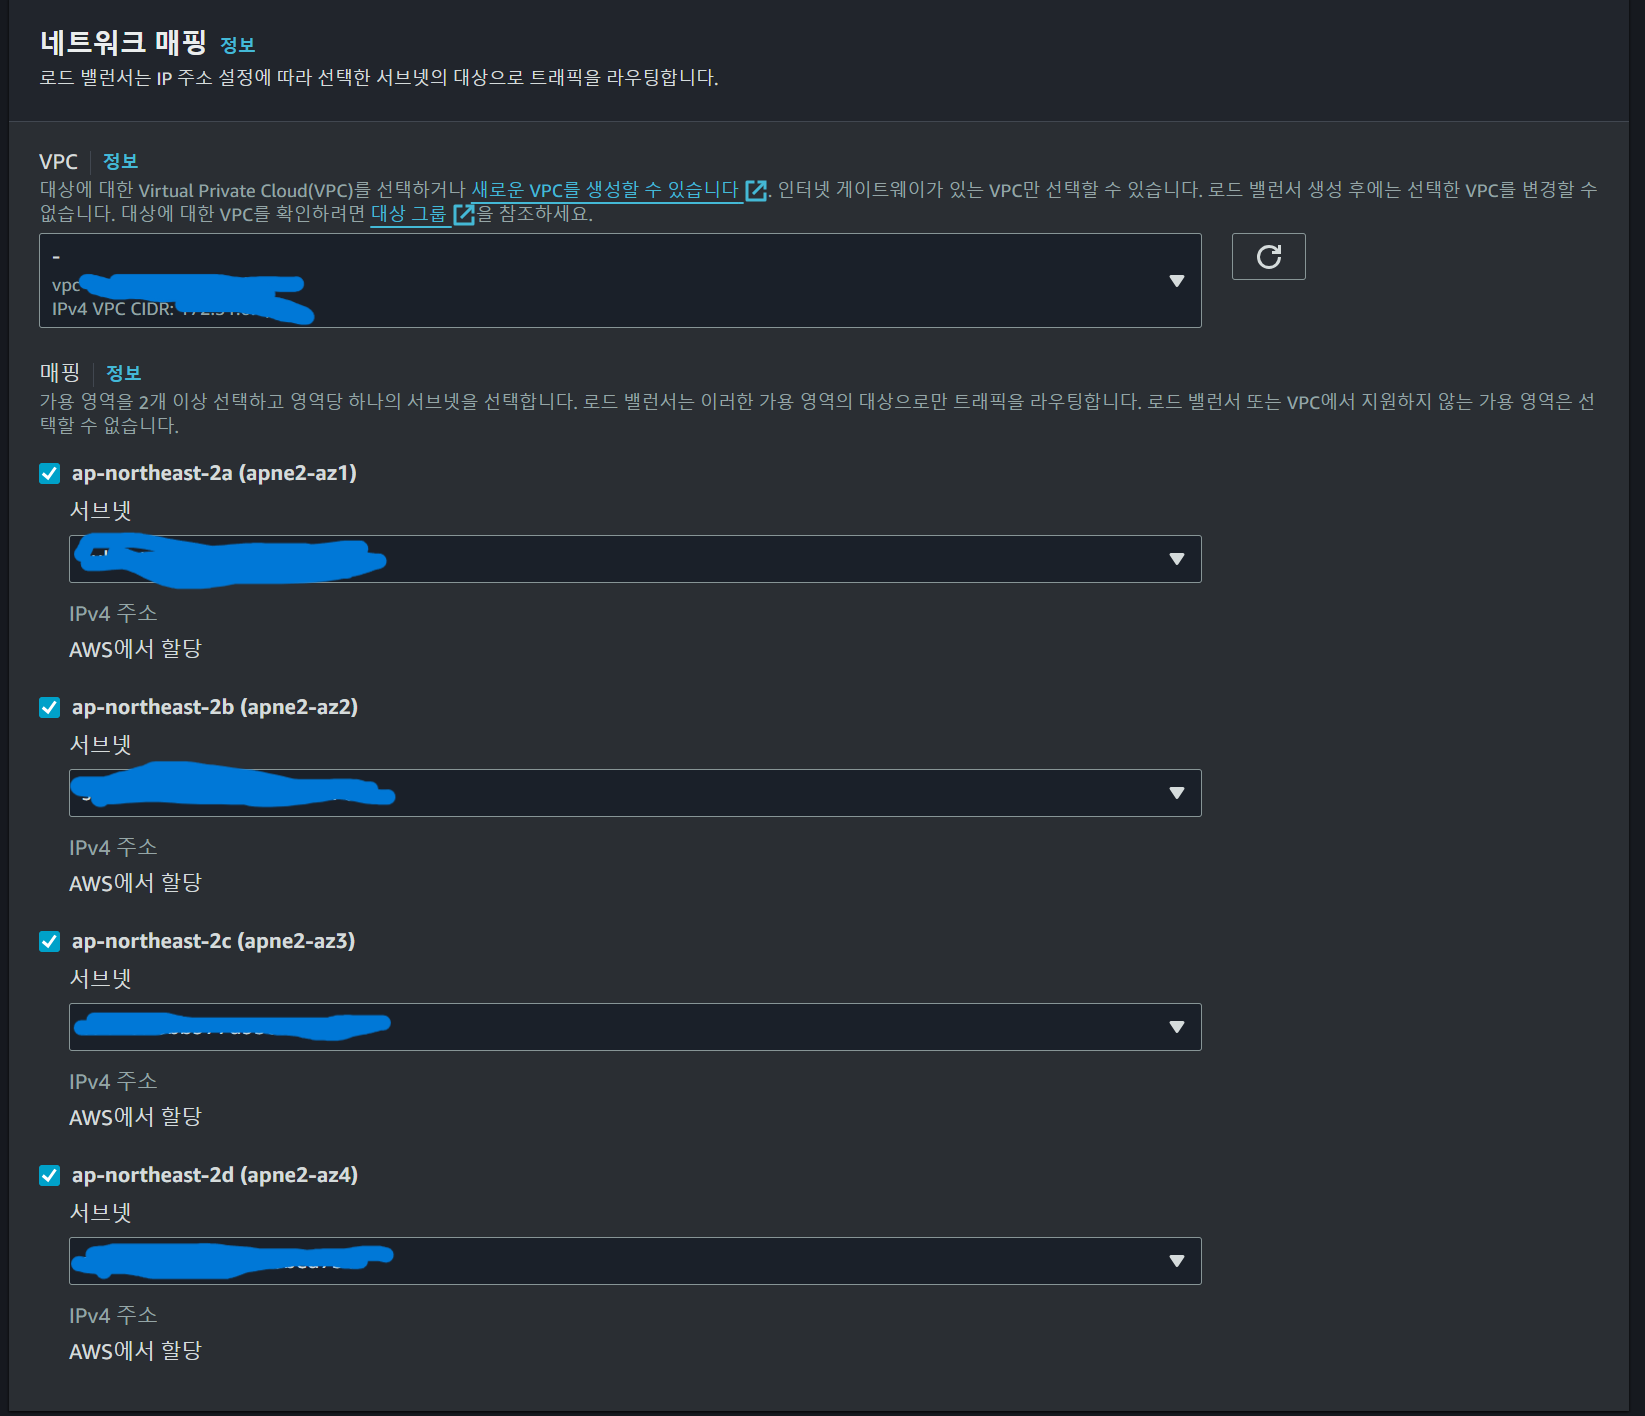 네트워크 매핑 정보
로드 밸런서는 IP 주소 설정에 따라 선택한 서브넷의 대상으로 트래픽을 라우팅합니다.
VPC 정보
대상에 대한 Virtual Private Cloud(VPC)를 선택하거나 새로운 VPC를 생성할 수 있습니다. 인터넷 게이트웨이가 있는 VPC만 선택할 수 있습니다. 로드 밸런서 생성 후에는 선택한 VPC를 변경할 수
없습니다. 대상에 대한 VPC를 확인하려면 대상 그룹을 참조하세요.
-
vpc
IPv4 VPC CIDR:
매핑 정보
가용 영역을 2개 이상 선택하고 영역당 하나의 서브넷을 선택합니다. 로드 밸런서는 이러한 가용 영역의 대상으로만 트래픽을 라우팅합니다. 로드 밸런서 또는 VPC에서 지원하지 않는 가용 영역은 선
택할 수 없습니다.
ap-northeast-2a (apne2-az1)
서브넷
IPv4 주소
AWS에서 할당
ap-northeast-2b (apne2-az2)
서브넷
IPv4 주소
AWS에서 할당
ap-northeast-2c (apne2-az3)
서브넷
IPv4 주소
AWS에서 할당
ap-northeast-2d (apne2-az4)
서브넷
IPv4 주소
AWS에서 할당